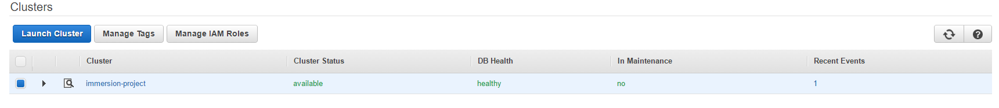 Clusters
Launch Cluster Manage Tags Manage IAM Roles
Cluster Cluster Status DB Health In Maintenance Recent Events
immersion-project available healthy no 1